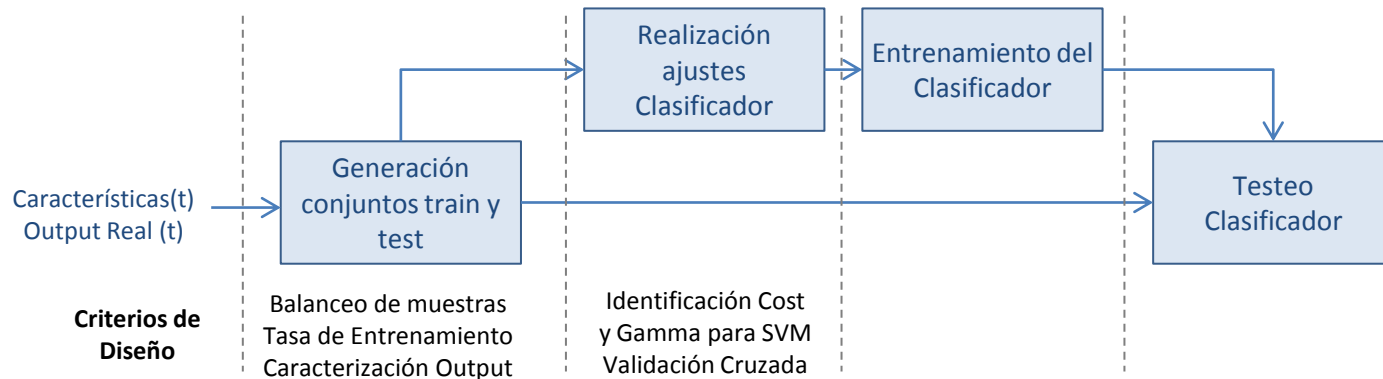 Realización
ajustes
Clasificador
Entrenamiento del
Clasificador
Generación
conjuntos train y
test
Testeo
Clasificador
Características(t)
Output Real (t)
Criterios de
Diseño
Balanceo de muestras
Tasa de Entrenamiento
Caracterización Output
Identificación Cost
y Gamma para SVM
Validación Cruzada